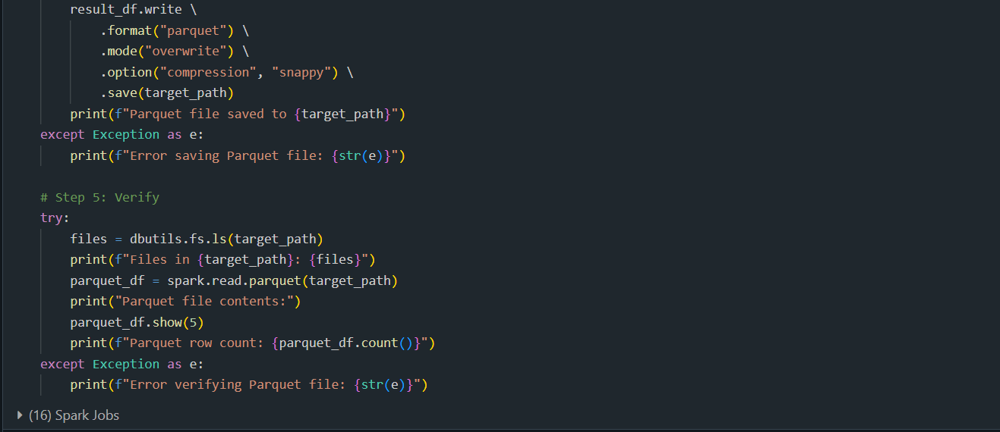 result_df.write \
.format("parquet") \
.mode("overwrite") \
.option("compression", "snappy") \
.save(target_path)
print(f"Parquet file saved to {target_path}")
except Exception as e:
print(f"Error saving Parquet file: {str(e)}")
# Step 5: Verify
try:
files = dbutils.fs.ls(target_path)
print(f"Files in {target_path}: {files}")
parquet_df = spark.read.parquet(target_path)
print("Parquet file contents:")
parquet_df.show(5)
print(f"Parquet row count: {parquet_df.count()}")
except Exception as e:
print(f"Error verifying Parquet file: {str(e)}")
(16) Spark Jobs